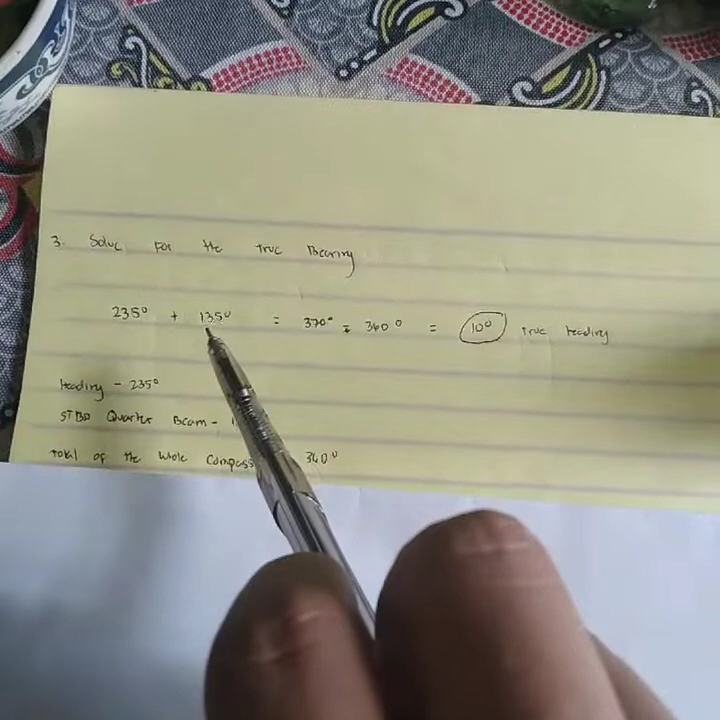 3. Solve For the True Bearing
235° + 135° = 370° - 360° = 10° True heading
Heading - 235°
STBD Quarter Beam -
Total of the whole Compass 360°